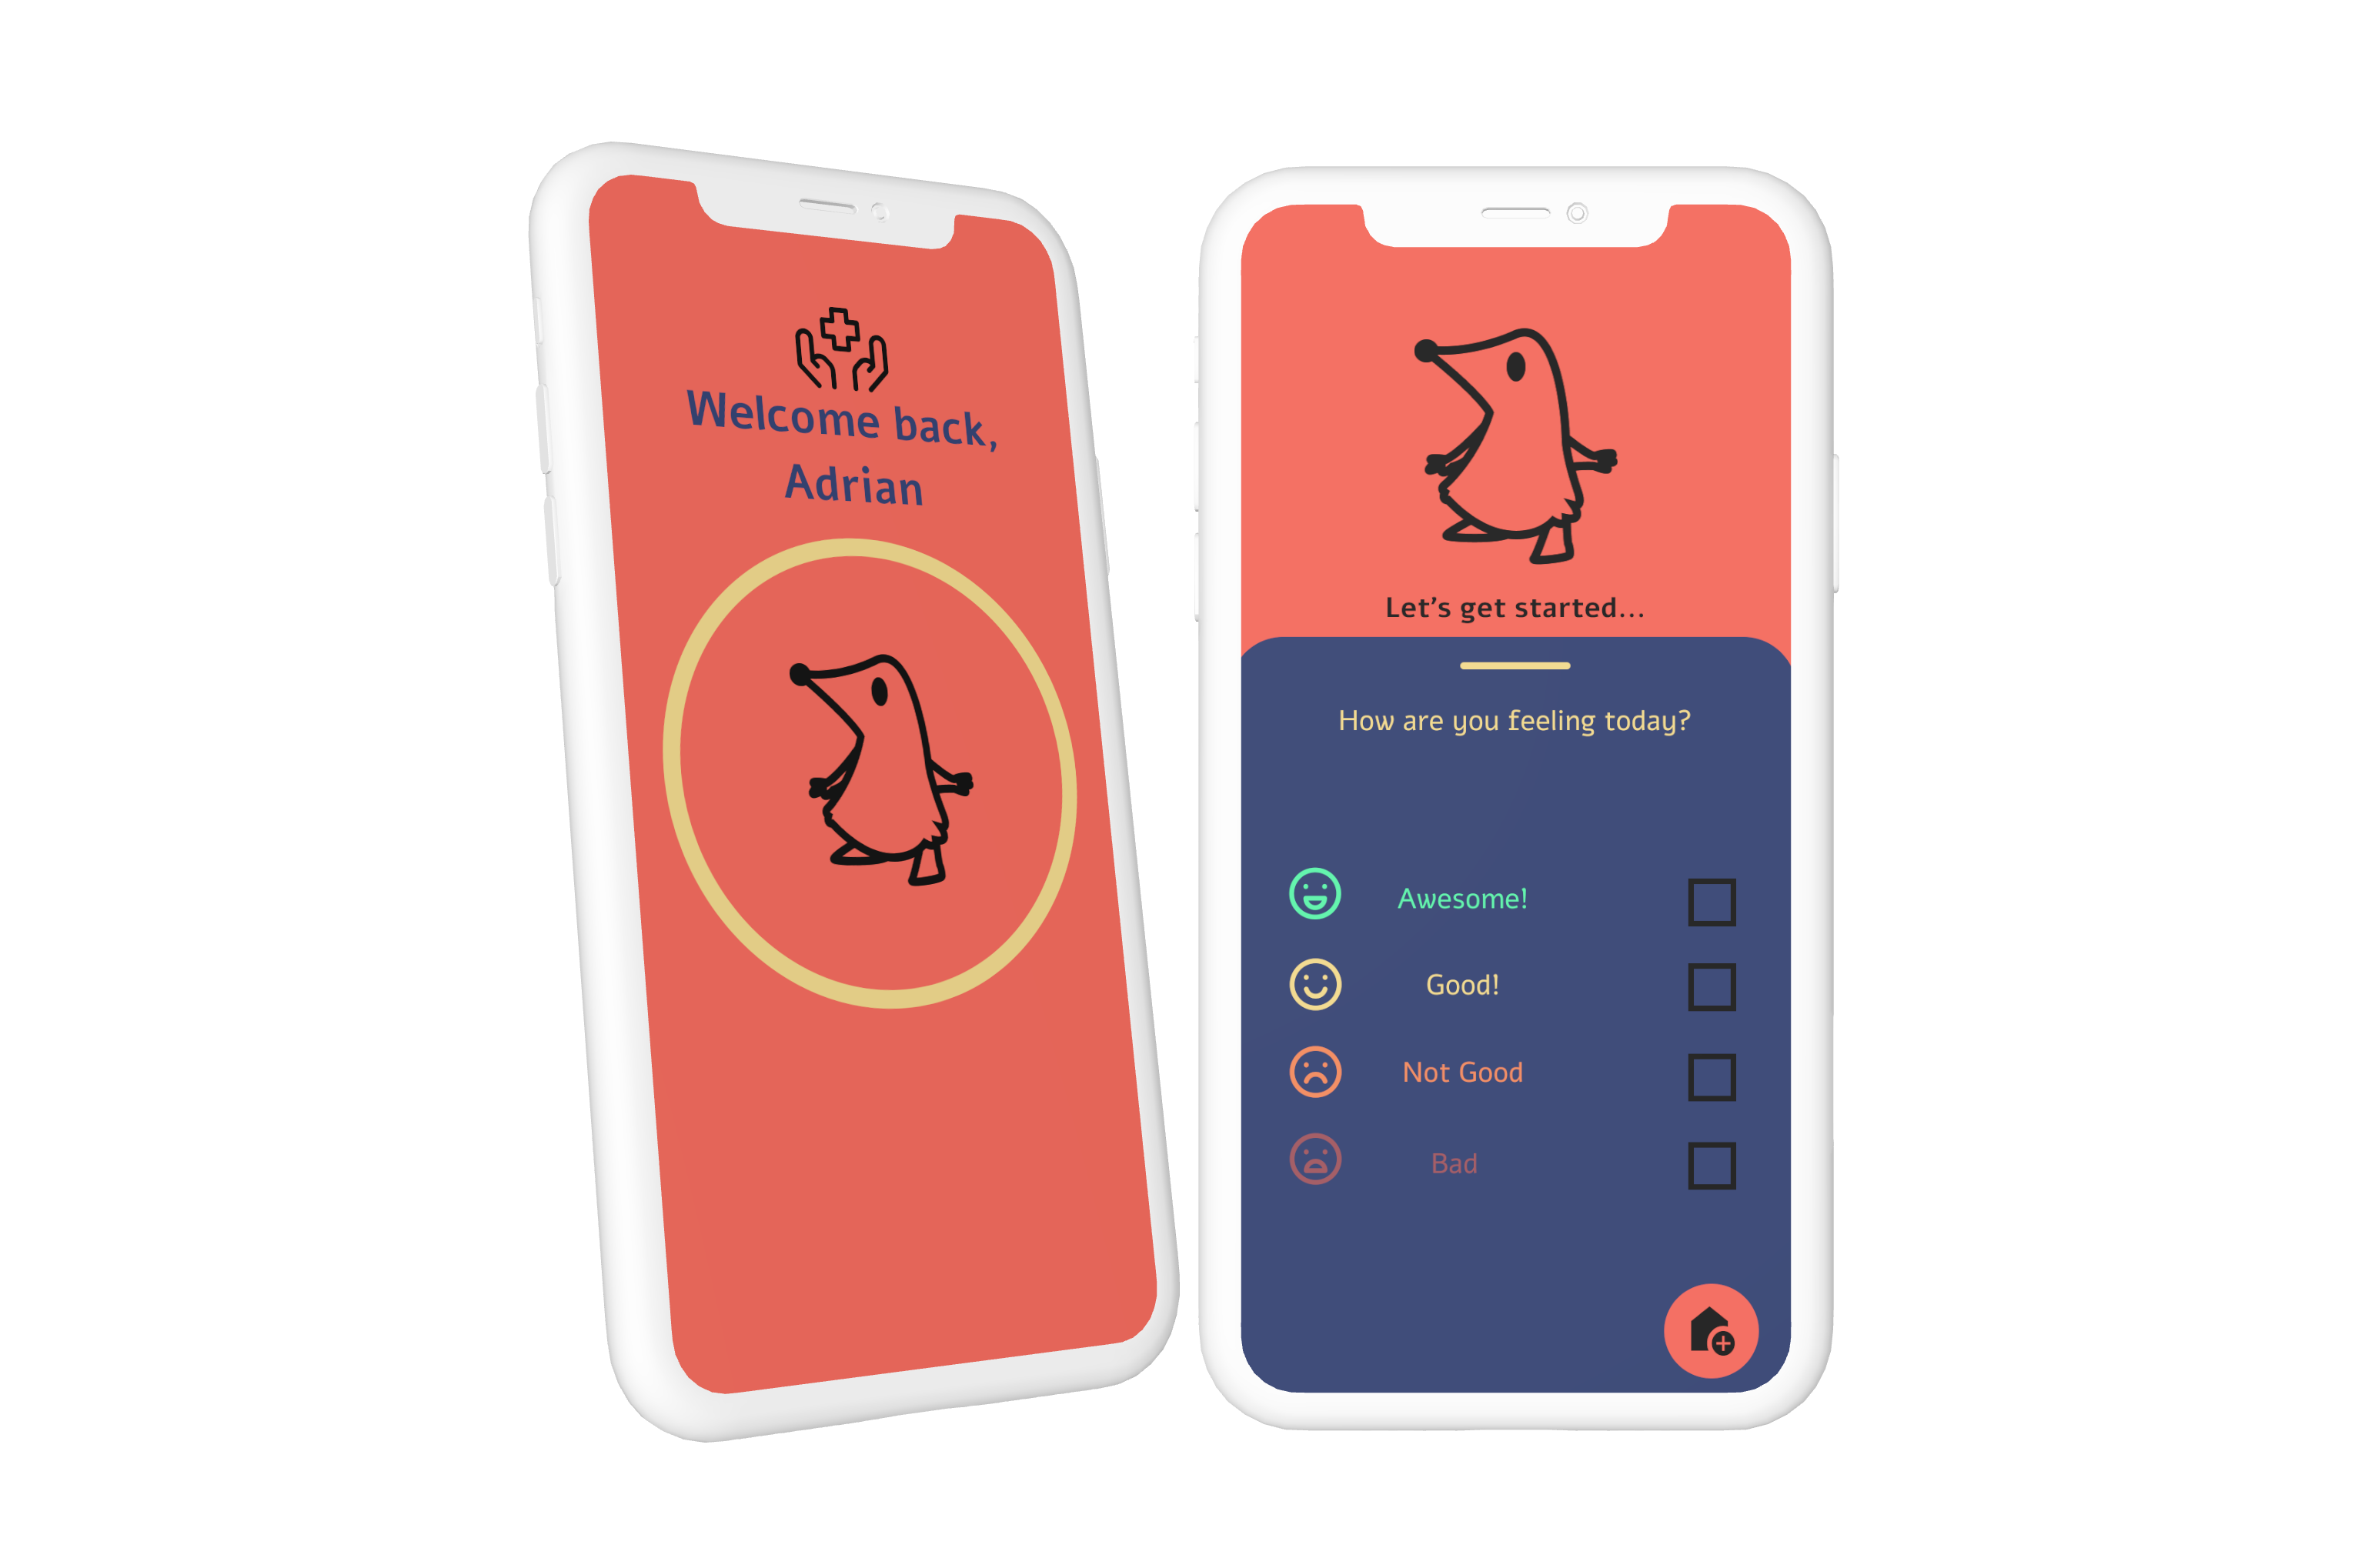 Welcome back,
Adrian
Let's get started...
How are you feeling today?
Awesome!
Good!
Not Good
Bad